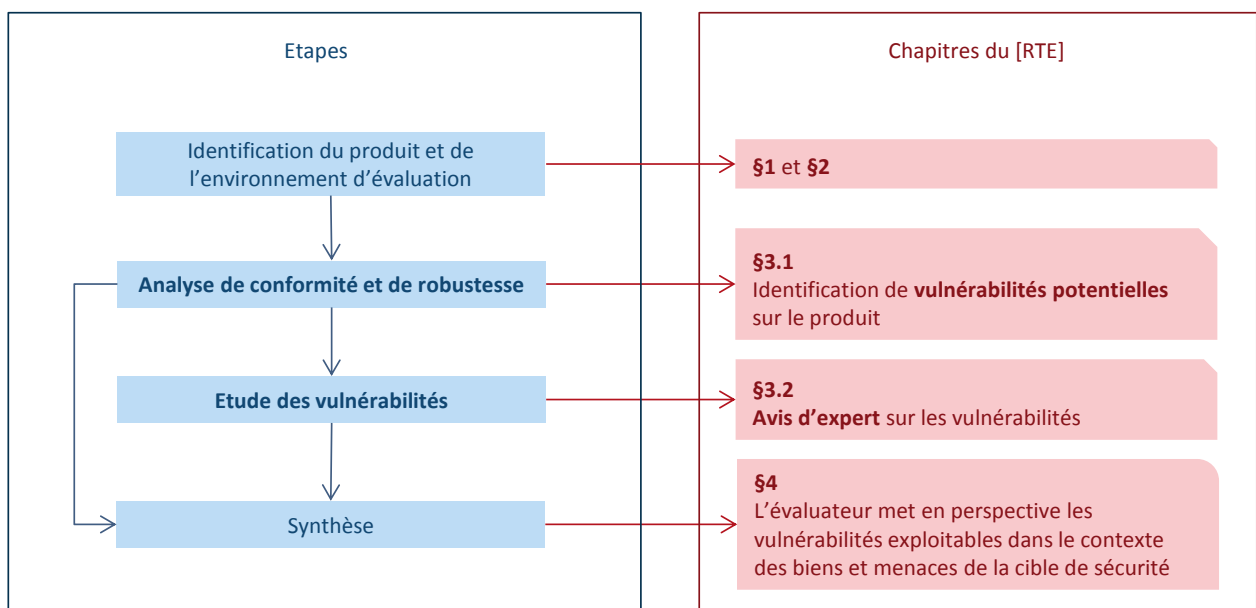 Etapes
Chapitres du [RTE]
Identification du produit et de
l’environnement d’évaluation
§1 et §2
Analyse de conformité et de robustesse
§3.1
Identification de vulnérabilités potentielles
sur le produit
Etude des vulnérabilités
§3.2
Avis d’expert sur les vulnérabilités
Synthèse
§4
L’évaluateur met en perspective les
vulnérabilités exploitables dans le contexte
des biens et menaces de la cible de sécurité